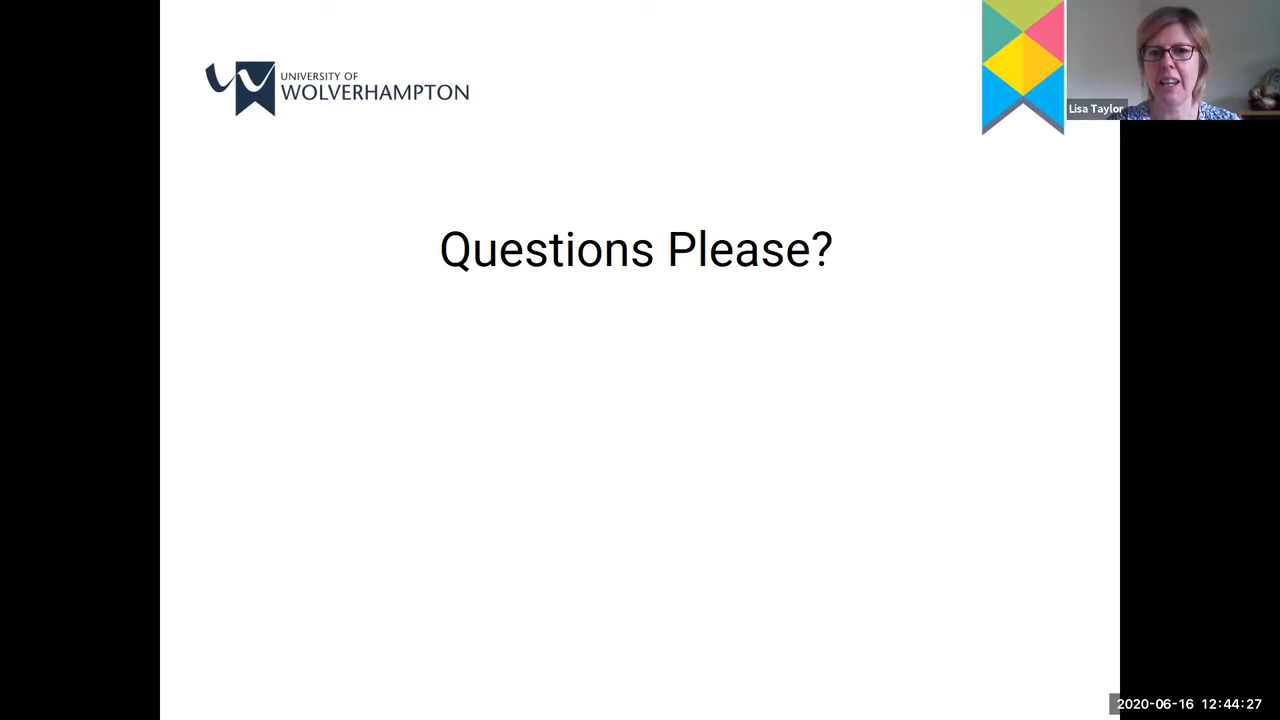 UNIVERSITY OF
WOLVERHAMPTON
Lisa Taylor
Questions Please?
2020-06-16 12:44:27